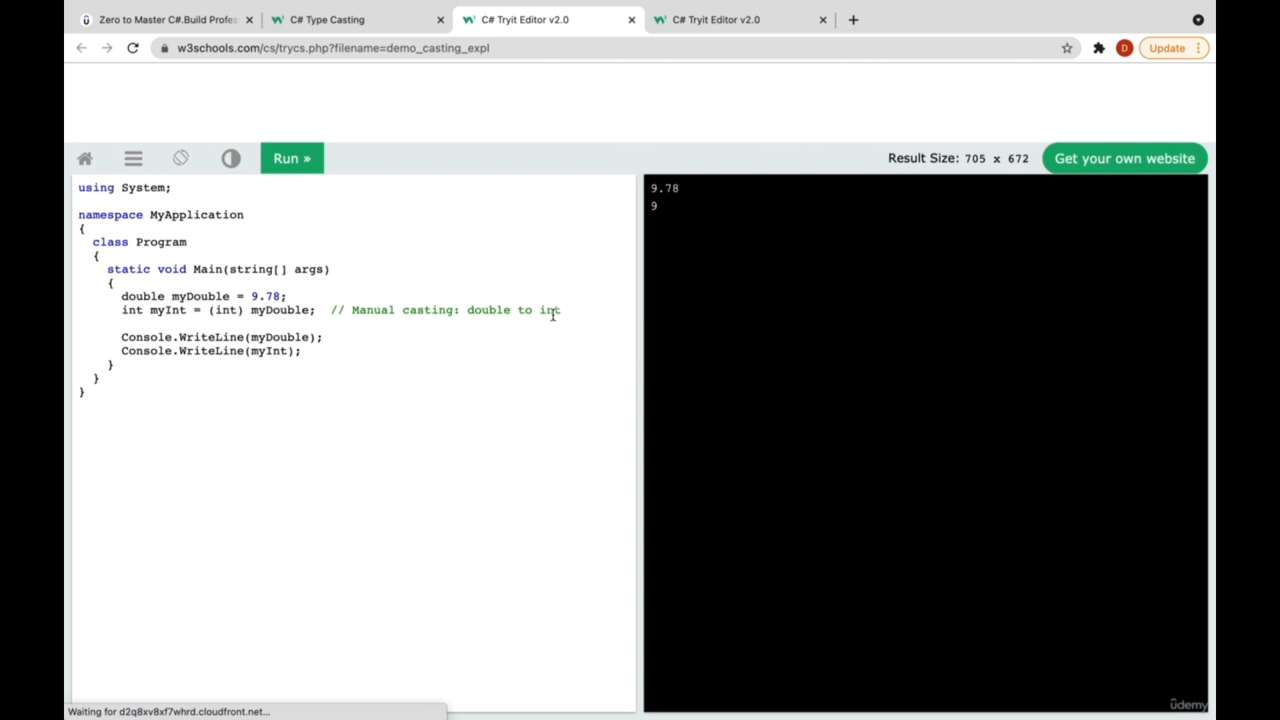 Zero to Master C#.Build Profes
C# Type Casting
C# Tryit Editor v2.0
C# Tryit Editor v2.0
w3schools.com/cs/trycs.php?filename=demo_casting_expl
D
Update
Run »
Result Size: 705 x 672
Get your own website
using System;
namespace MyApplication
{
class Program
{
static void Main(string[] args)
{
double myDouble = 9.78;
int myInt = (int) myDouble;  // Manual casting: double to int
Console.WriteLine(myDouble);
Console.WriteLine(myInt);
}
}
}
9.78
9
Waiting for d2q8xv8xf7whrd.cloudfront.net...
ûdemy